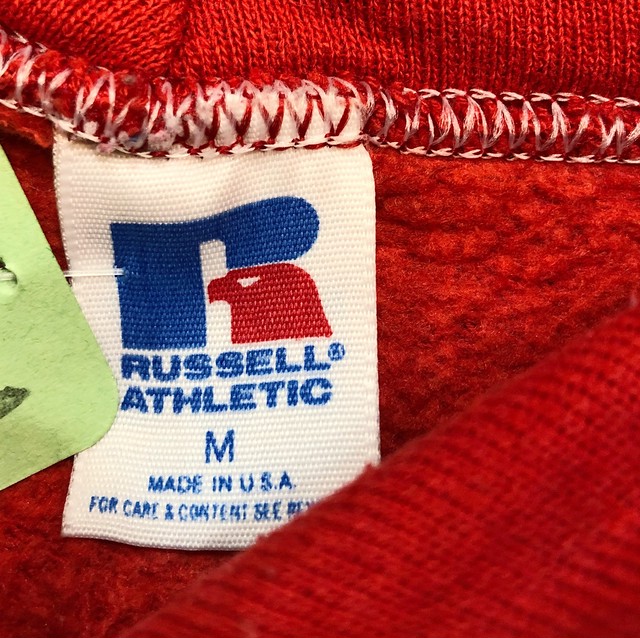 RUSSELL®
ATHLETIC
M
MADE IN U.S.A.
FOR CARE & CONTENT SEE